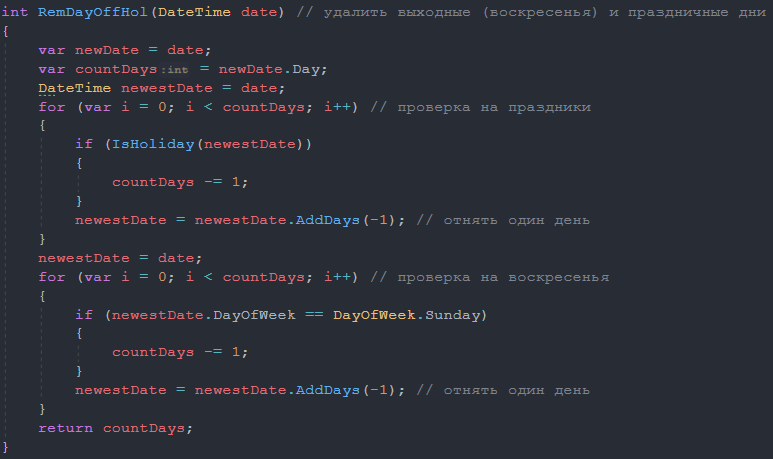 int RemDayOffHol(DateTime date) // удалить выходные (воскресенья) и праздничные дни
{
    var newDate = date;
    var countDays:int = newDate.Day;
    DateTime newestDate = date;
    for (var i = 0; i < countDays; i++) // проверка на праздники
    {
        if (IsHoliday(newestDate))
        {
            countDays -= 1;
        }
        newestDate = newestDate.AddDays(-1); // отнять один день
    }
    newestDate = date;
    for (var i = 0; i < countDays; i++) // проверка на воскресенья
    {
        if (newestDate.DayOfWeek == DayOfWeek.Sunday)
        {
            countDays -= 1;
        }
        newestDate = newestDate.AddDays(-1); // отнять один день
    }
    return countDays;
}